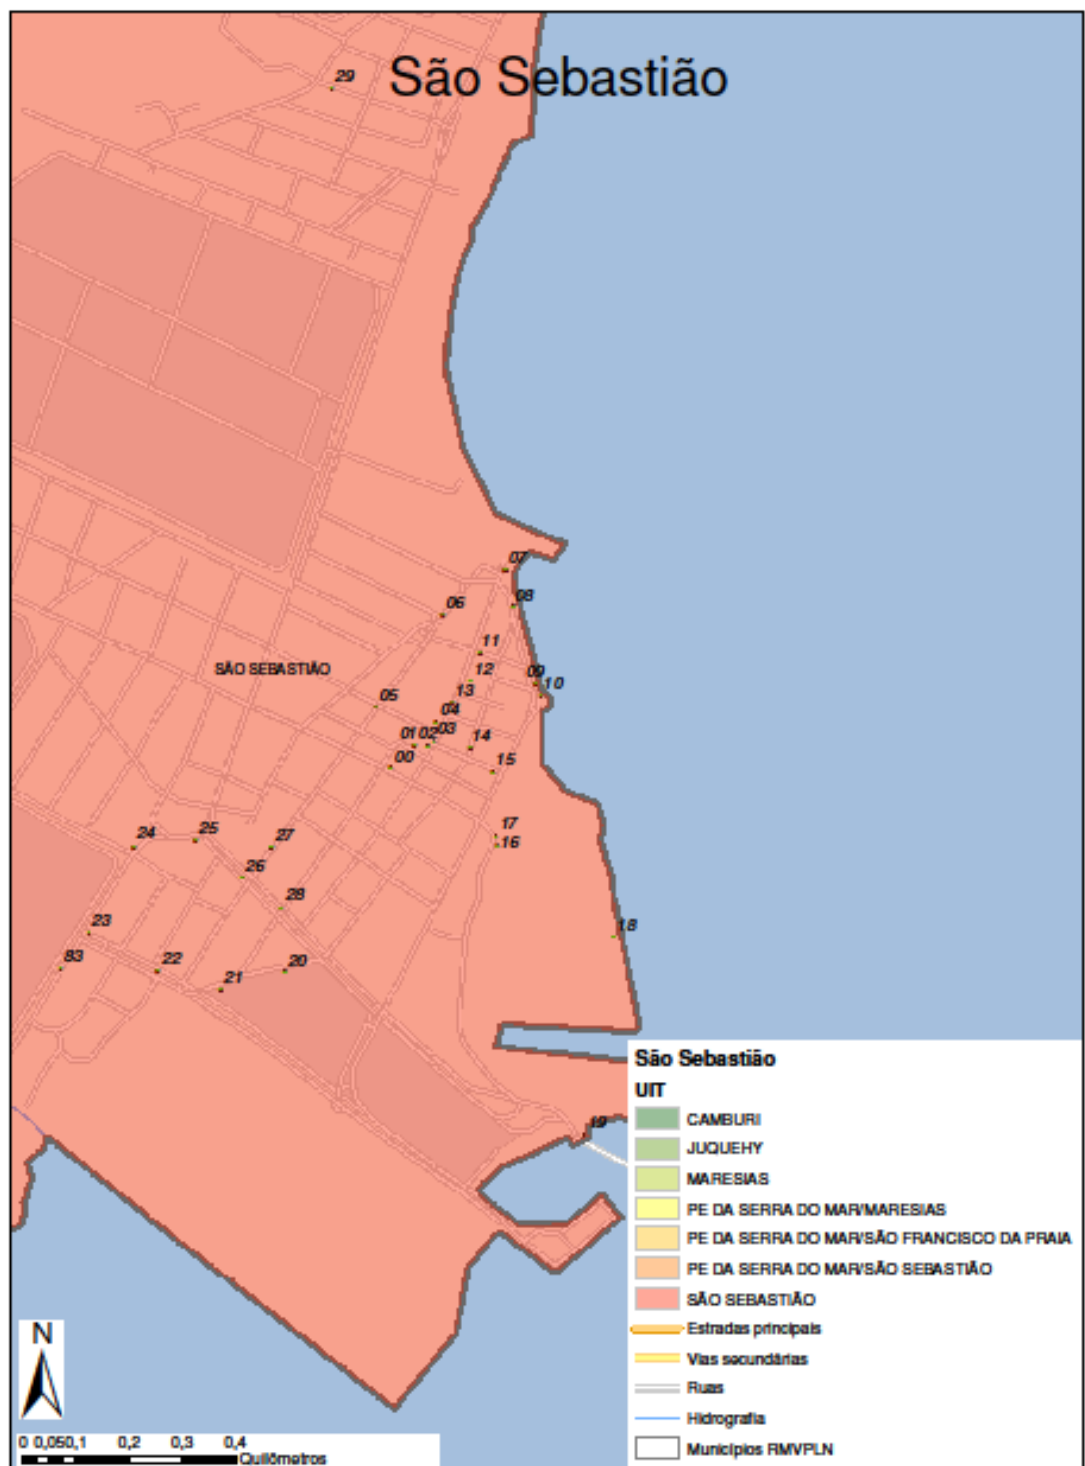 São Sebastião
29
07
06
08
11
SÃO SEBASTIÃO
12
09
10
05
13
04
01
02
03
14
00
15
17
16
24
25
27
26
28
23
18
83
22
20
21
19
São Sebastião
UIT
CAMBURI
JUQUEHY
MARESIAS
PE DA SERRA DO MAR/MARESIAS
PE DA SERRA DO MAR/SÃO FRANCISCO DA PRAIA
PE DA SERRA DO MAR/SÃO SEBASTIÃO
SÃO SEBASTIÃO
Estradas principais
Vias secundárias
Ruas
Hidrografia
Municípios RMVPLN
N
0 0,050,1 0,2 0,3 0,4
Quilômetros